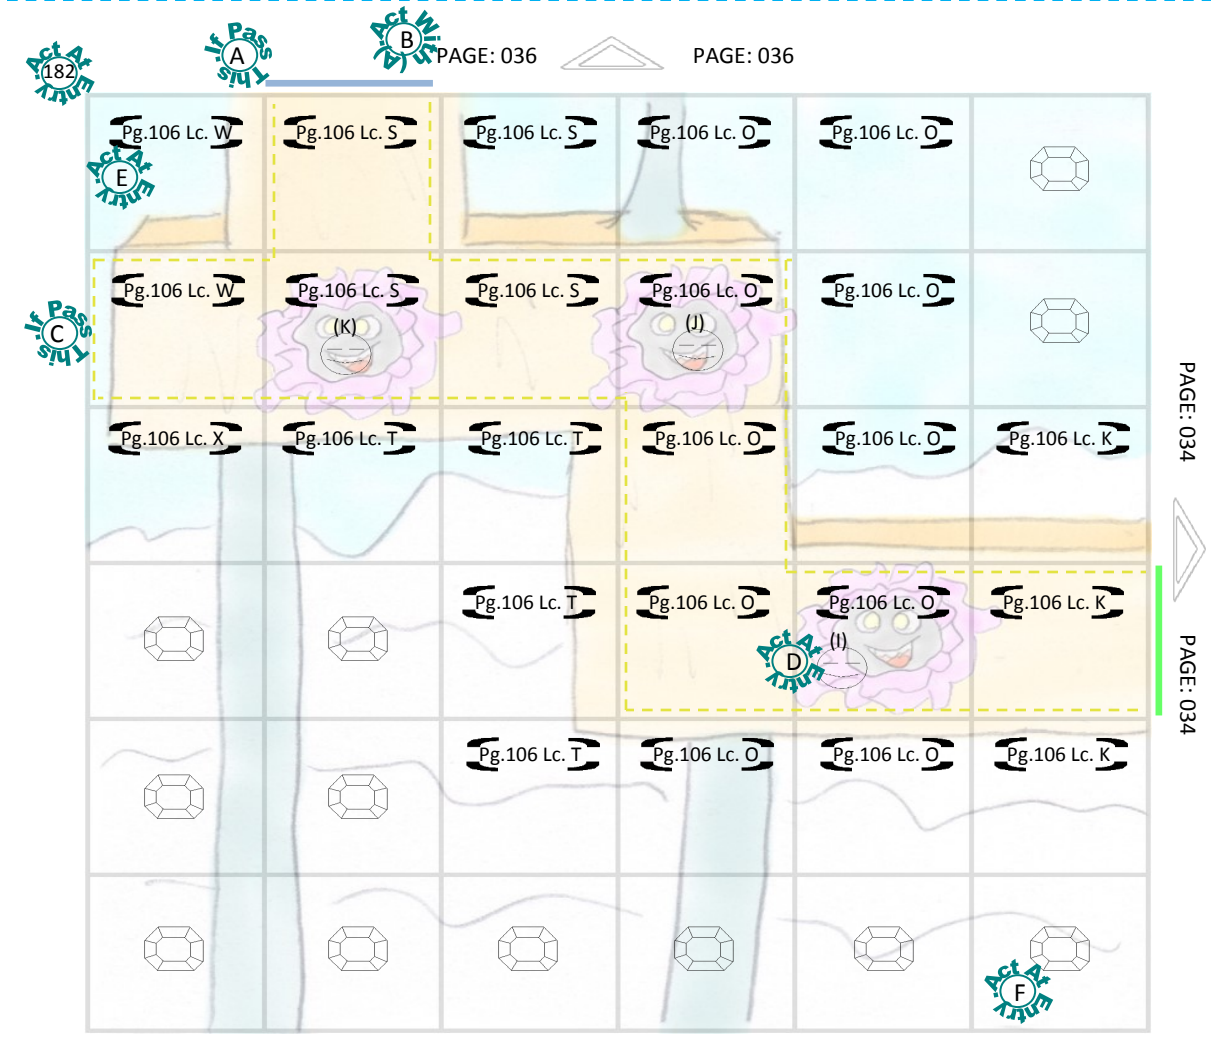 Act At Entry
182
If Pass This..
A
Act With (A)
B
PAGE: 036
PAGE: 036
Pg.106 Lc. W
Pg.106 Lc. S
Pg.106 Lc. S
Pg.106 Lc. O
Pg.106 Lc. O
Act At Entry
E
Pg.106 Lc. W
Pg.106 Lc. S
Pg.106 Lc. S
Pg.106 Lc. O
Pg.106 Lc. O
If Pass This..
C
(K)
(J)
PAGE: 034
Pg.106 Lc. X
Pg.106 Lc. T
Pg.106 Lc. T
Pg.106 Lc. O
Pg.106 Lc. O
Pg.106 Lc. K
Pg.106 Lc. T
Pg.106 Lc. O
Pg.106 Lc. O
Pg.106 Lc. K
Act At Entry
D
(I)
PAGE: 034
Pg.106 Lc. T
Pg.106 Lc. O
Pg.106 Lc. O
Pg.106 Lc. K
Act At Entry
F